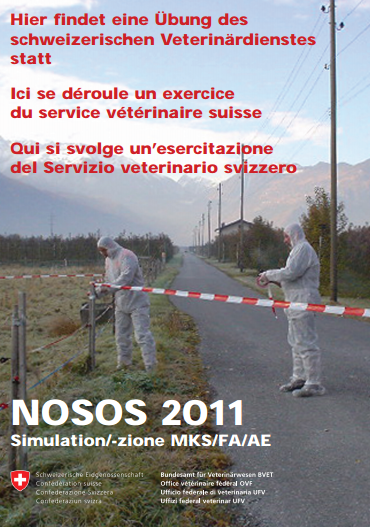 Hier findet eine Übung des
schweizerischen Veterinärdienstes
statt
Ici se déroule un exercice
du service vétérinaire suisse
Qui si svolge un'esercitazione
del Servizio veterinario svizzero
NOSOS 2011
Simulation/-zione MKS/FA/AE
Schweizerische Eidgenossenschaft
Confédération suisse
Confederazione Svizzera
Confederaziun svizra
Bundesamt für Veterinärwesen BVET
Office vétérinaire fédéral OVF
Ufficio federale di veterinaria UFV
Uffizi federal veterinar UFV